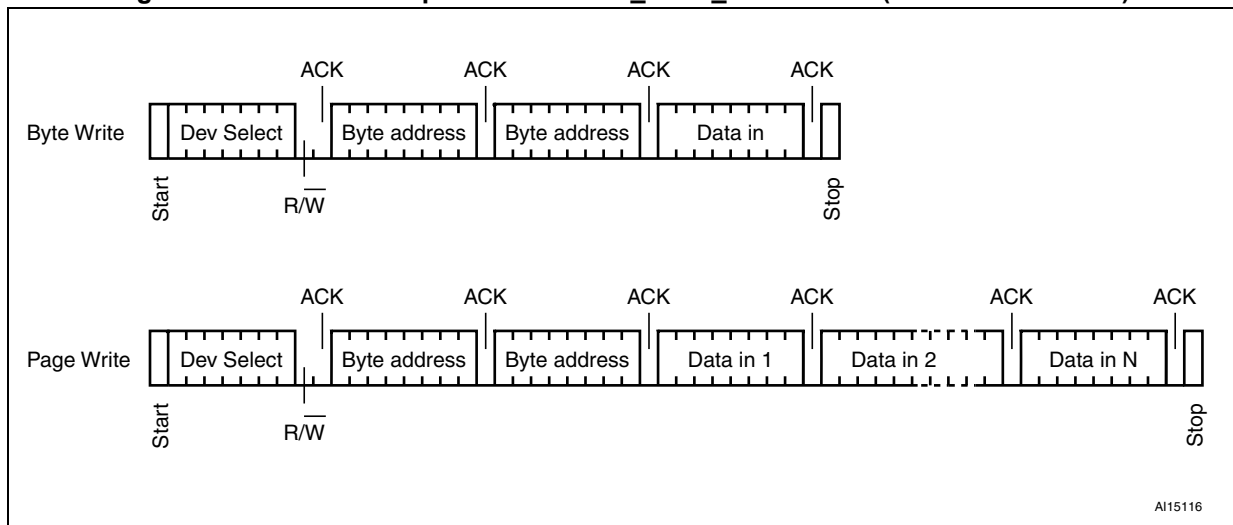 ACK ACK ACK ACK
Byte Write Dev Select Byte address Byte address Data in
Start R/W Stop
ACK ACK ACK ACK ACK ACK
Page Write Dev Select Byte address Byte address Data in 1 Data in 2 Data in N
Start R/W Stop
AI15116